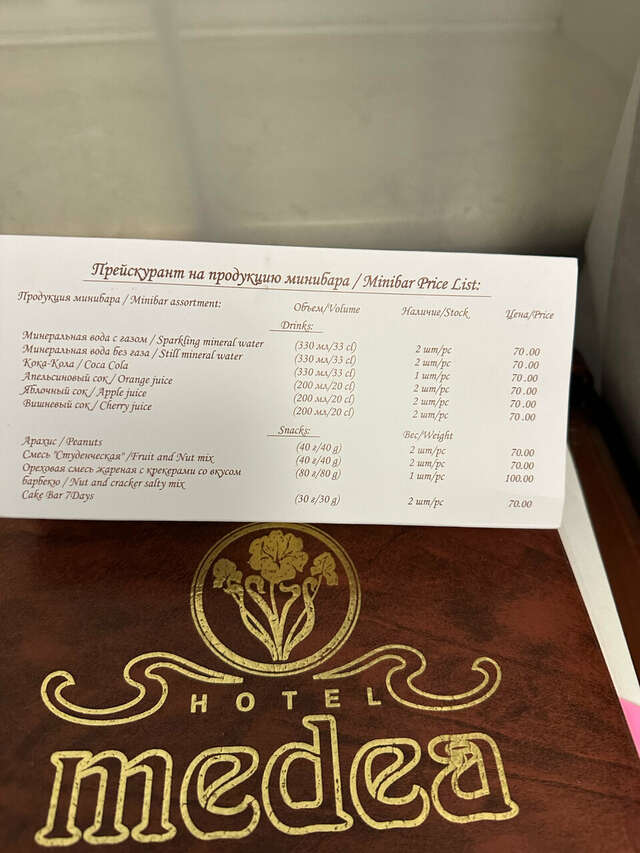 Прейскурант на продукцию минибара / Minibar Price List:
Продукция минибара / Minibar assortment: Объем/Volume Наличие/Stock Цена/Price
Drinks:
Минеральная вода с газом / Sparkling mineral water (330 мл/33 cl) 2 шт/pc 70 .00
Минеральная вода без газа / Still mineral water (330 мл/33 cl) 2 шт/pc 70 .00
Кока-Кола / Coca Cola (330 мл/33 cl) 1 шт/pc 70 .00
Апельсиновый сок / Orange juice (200 мл/20 cl) 2 шт/pc 70 .00
Яблочный сок / Apple juice (200 мл/20 cl) 2 шт/pc 70 .00
Вишневый сок / Cherry juice (200 мл/20 cl) 2 шт/pc 70 .00
Snacks: Вес/Weight
Арахис / Peanuts (40 г/40 g) 2 шт/pc 70.00
Смесь "Студенческая" /Fruit and Nut mix (40 г/40 g) 2 шт/pc 70.00
Ореховая смесь жареная с крекерами со вкусом (80 г/80 g) 1 шт/pc 100.00
барбекю / Nut and cracker salty mix
Cake Bar 7Days (30 г/30 g) 2 шт/pc 70.00
HOTEL
medea